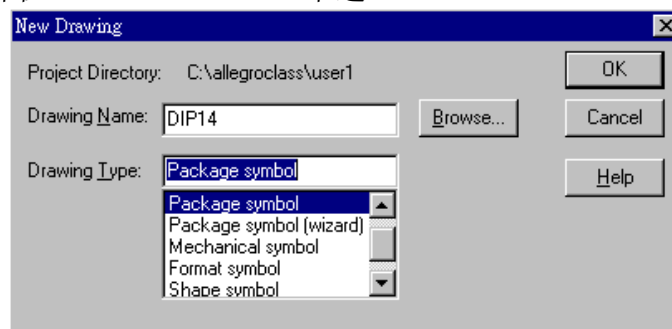 New Drawing
Project Directory: C:\allegroclass\user1
OK
Drawing Name: DIP14
Browse...
Cancel
Drawing Type: Package symbol
Help
Package symbol
Package symbol (wizard)
Mechanical symbol
Format symbol
Shape symbol